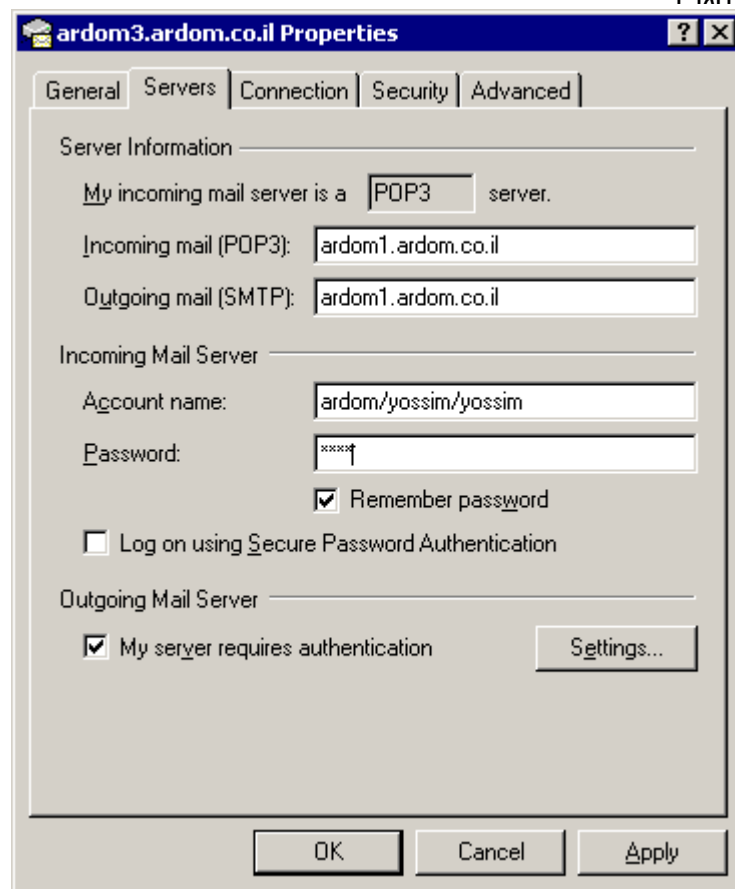 ardom3.ardom.co.il Properties
General Servers Connection Security Advanced
Server Information
My incoming mail server is a POP3 server.
Incoming mail (POP3): ardom1.ardom.co.il
Outgoing mail (SMTP): ardom1.ardom.co.il
Incoming Mail Server
Account name: ardom/yossim/yossim
Password: ****
Remember password
Log on using Secure Password Authentication
Outgoing Mail Server
My server requires authentication Settings...
OK Cancel Apply